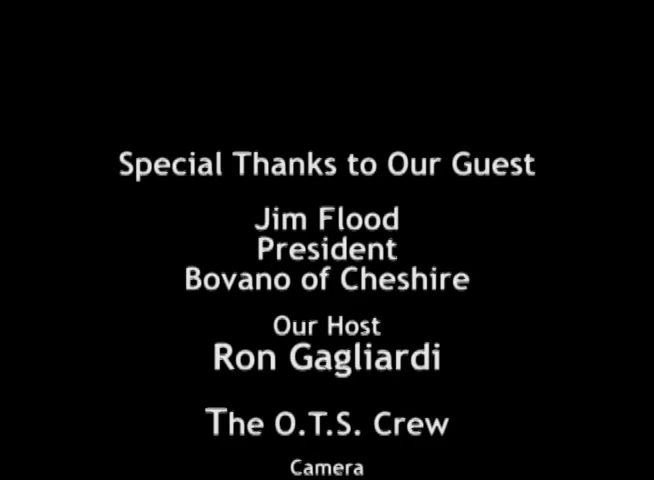 Special Thanks to Our Guest
Jim Flood
President
Bovano of Cheshire
Our Host
Ron Gagliardi
The O.T.S. Crew
Camera